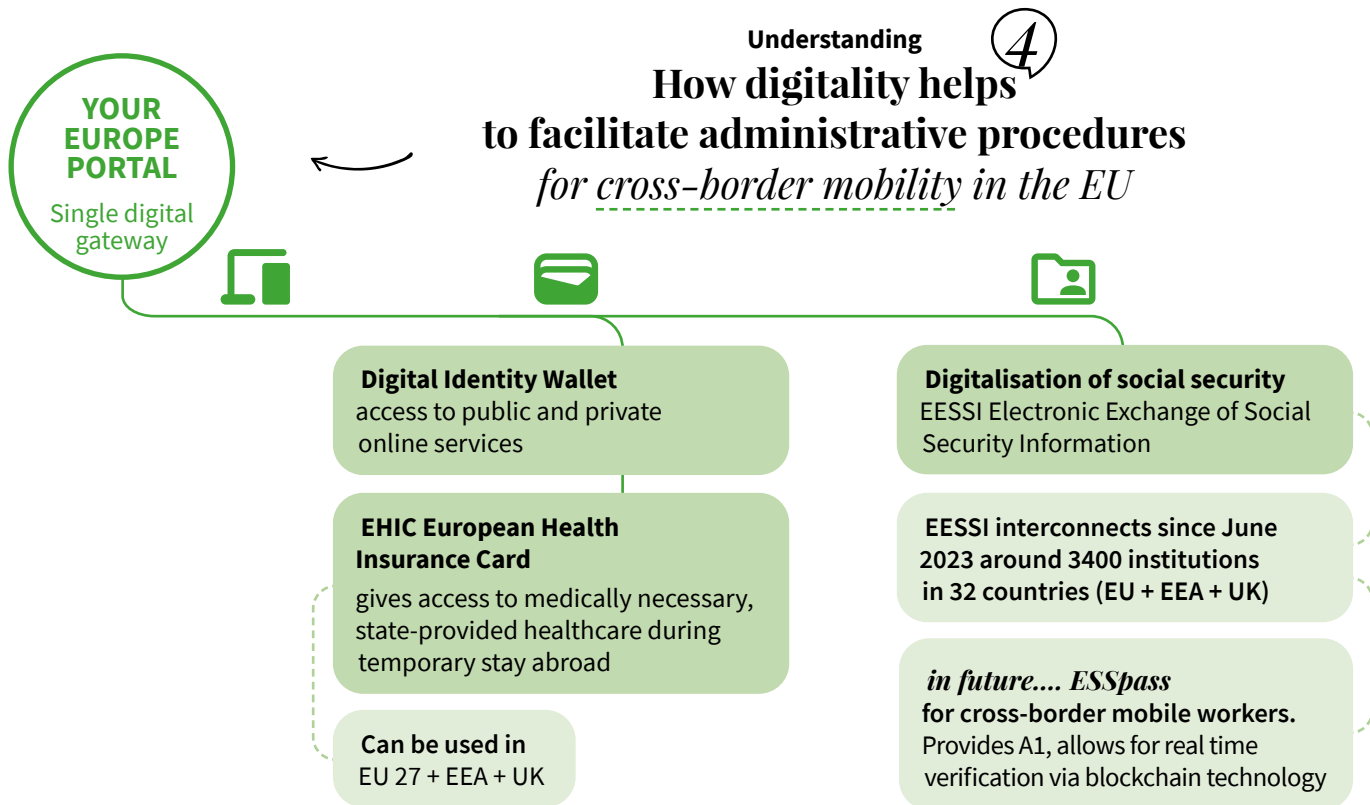 Understanding
4
How digitality helps
to facilitate administrative procedures
for cross-border mobility in the EU
YOUR
EUROPE
PORTAL
Single digital
gateway
Digital Identity Wallet
access to public and private
online services
EHIC European Health
Insurance Card
gives access to medically necessary,
state-provided healthcare during
temporary stay abroad
Can be used in
EU 27 + EEA + UK
Digitalisation of social security
EESSI Electronic Exchange of Social
Security Information
EESSI interconnects since June
2023 around 3400 institutions
in 32 countries (EU + EEA + UK)
in future.... ESSpass
for cross-border mobile workers.
Provides A1, allows for real time
verification via blockchain technology